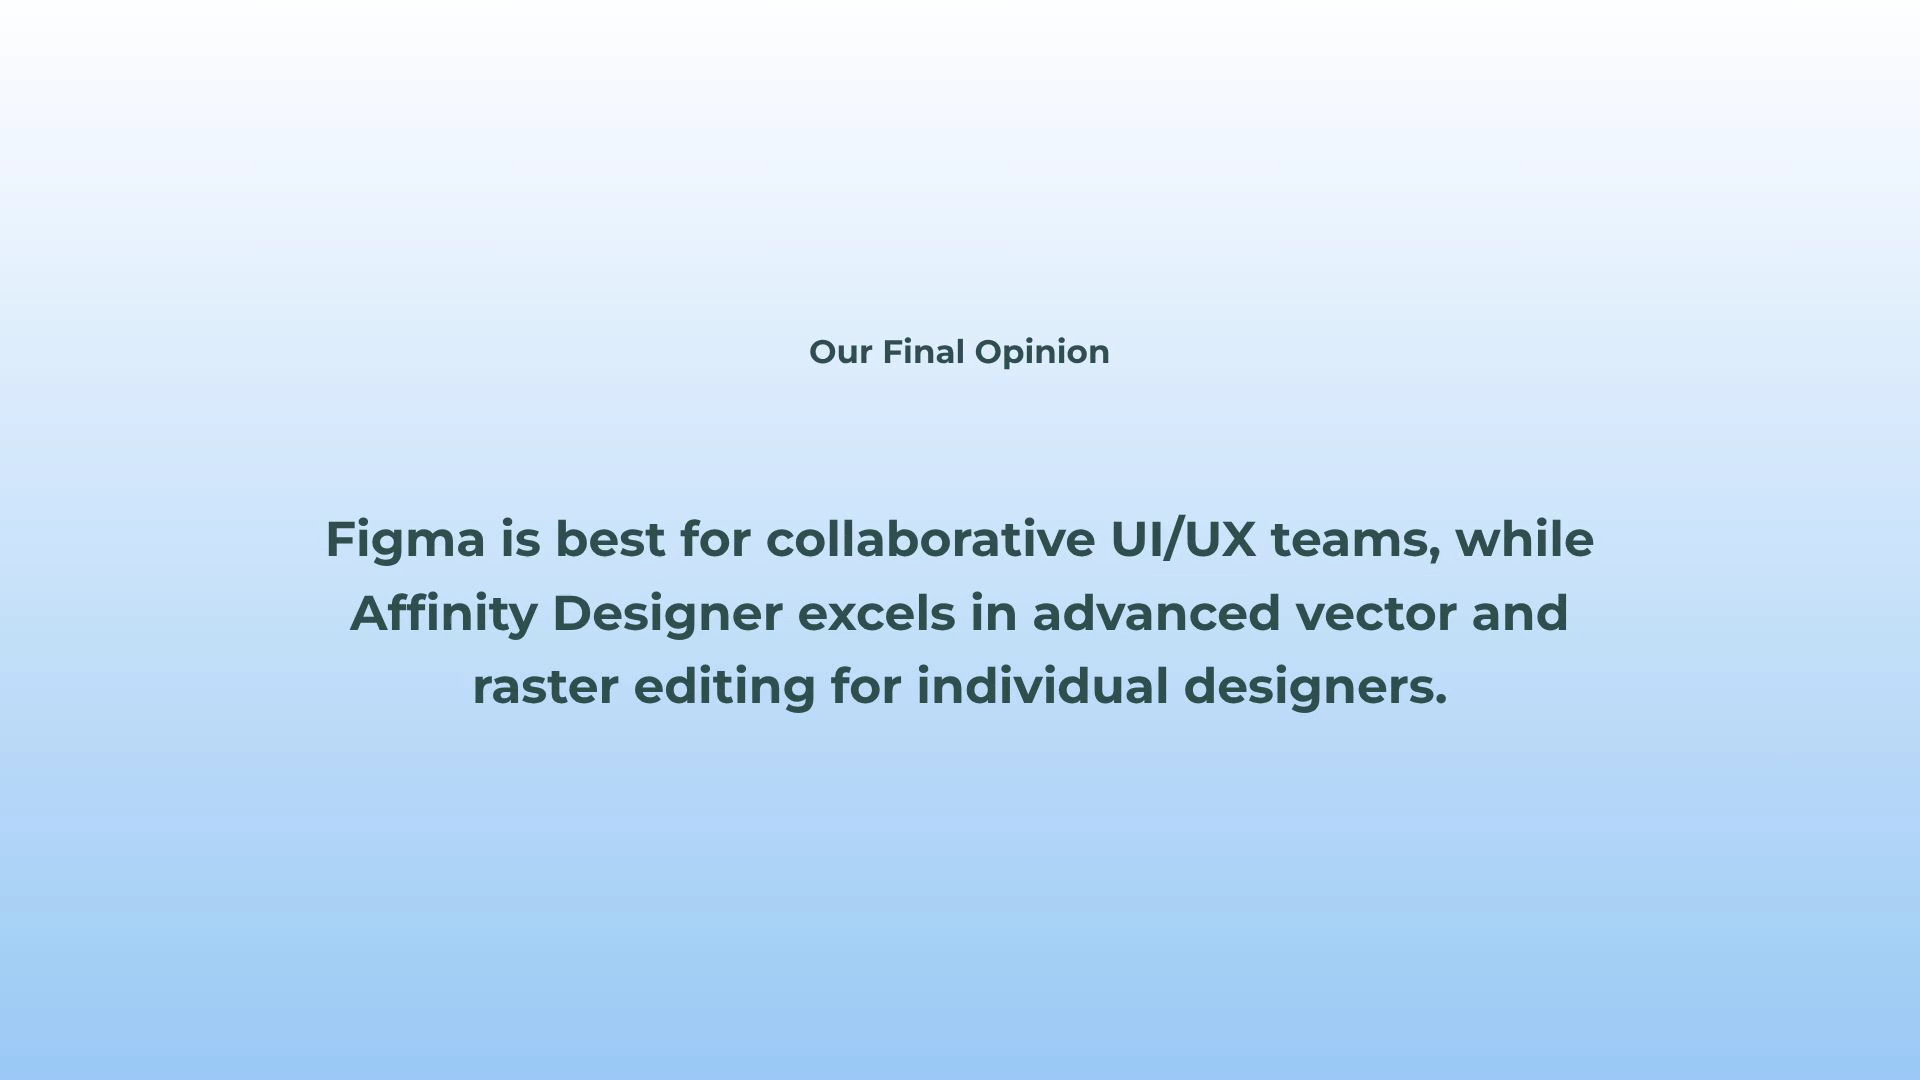 Our Final Opinion
Figma is best for collaborative UI/UX teams, while
Affinity Designer excels in advanced vector and
raster editing for individual designers.